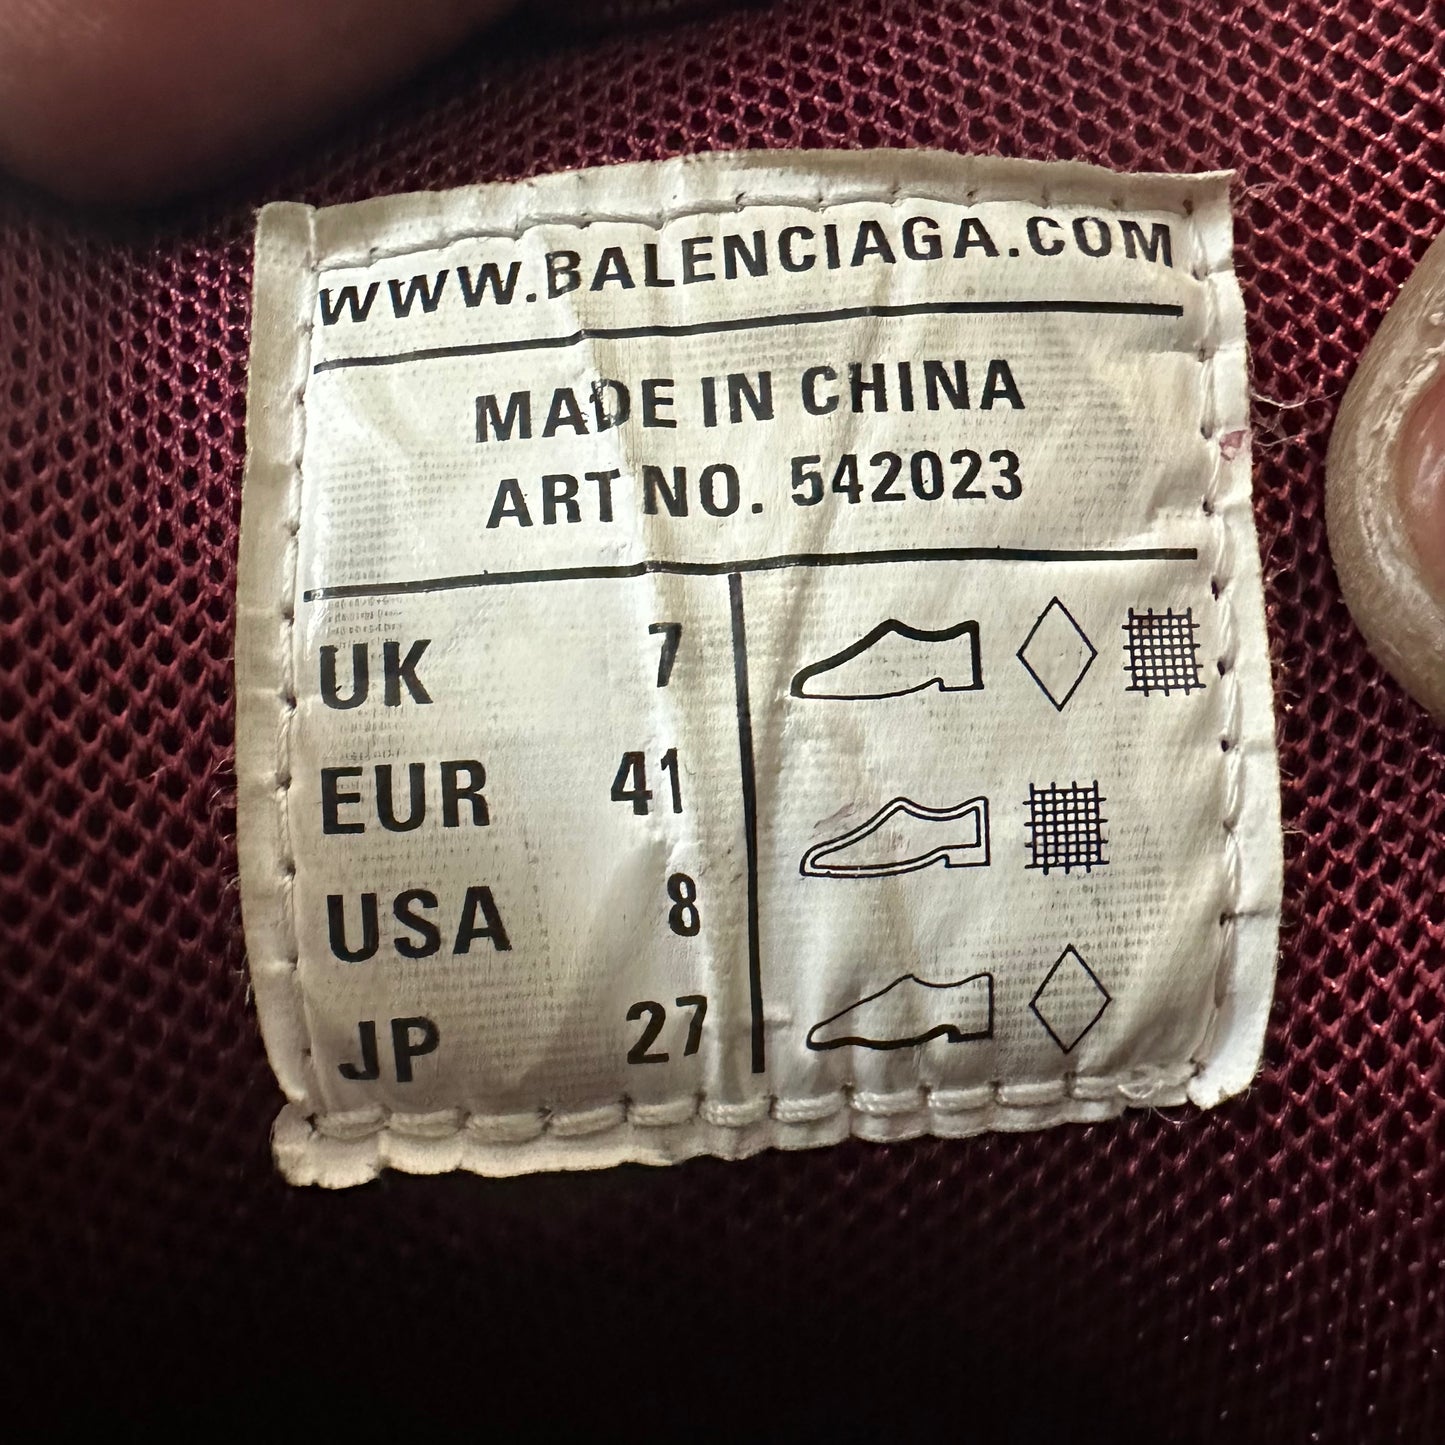 WWW.BALENCIAGA.COM
MADE IN CHINA
ART NO. 542023
UK 7
EUR 41
USA 8
JP 27